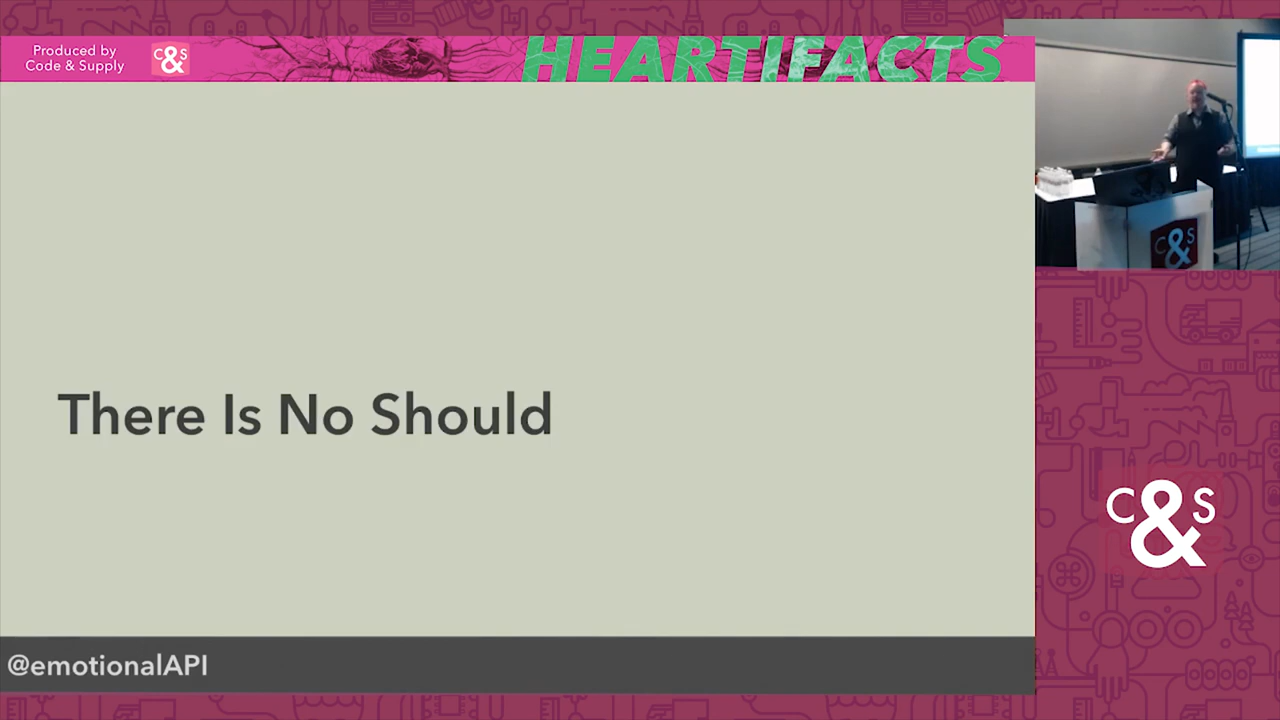 Produced by
Code & Supply
C&S
HEARTIFACTS
There Is No Should
@emotionalAPI
C&S
C&S